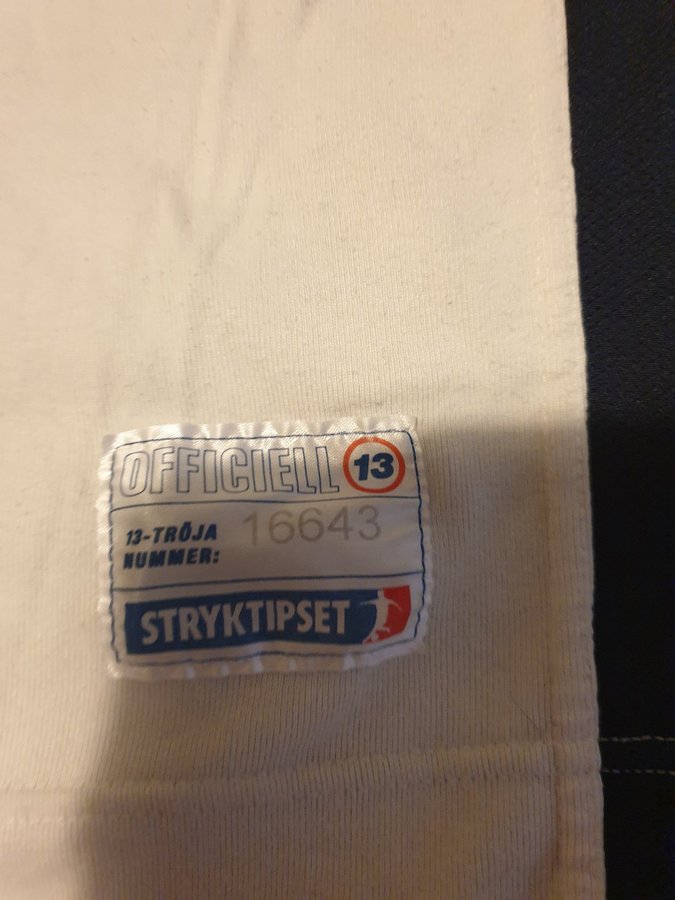 OFFICIELL 13
13-TRÖJA
NUMMER: 16643
STRYKTIPSET